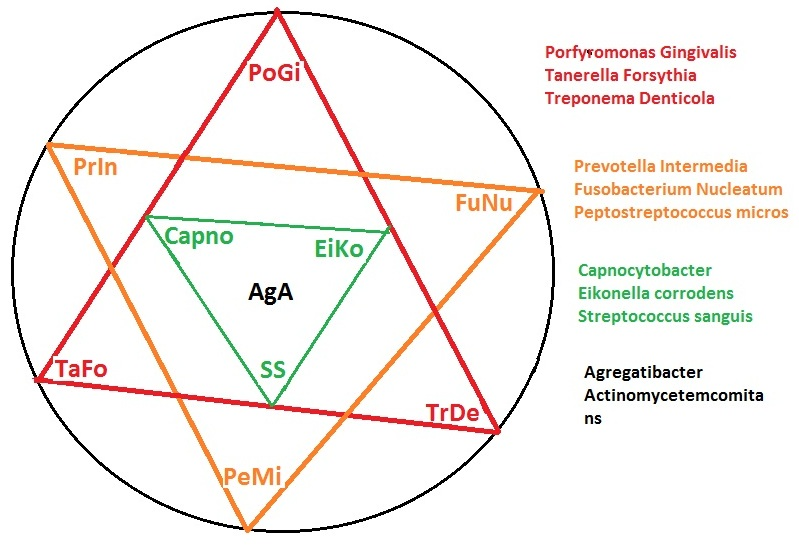 PoGi
PrIn
FuNu
Capno
EiKo
AgA
SS
TaFo
TrDe
PeMi
Porfyromonas Gingivalis
Tanerella Forsythia
Treponema Denticola
Prevotella Intermedia
Fusobacterium Nucleatum
Peptostreptococcus micros
Capnocytobacter
Eikonella corrodens
Streptococcus sanguis
Agregatibacter
Actinomycetemcomita
ns